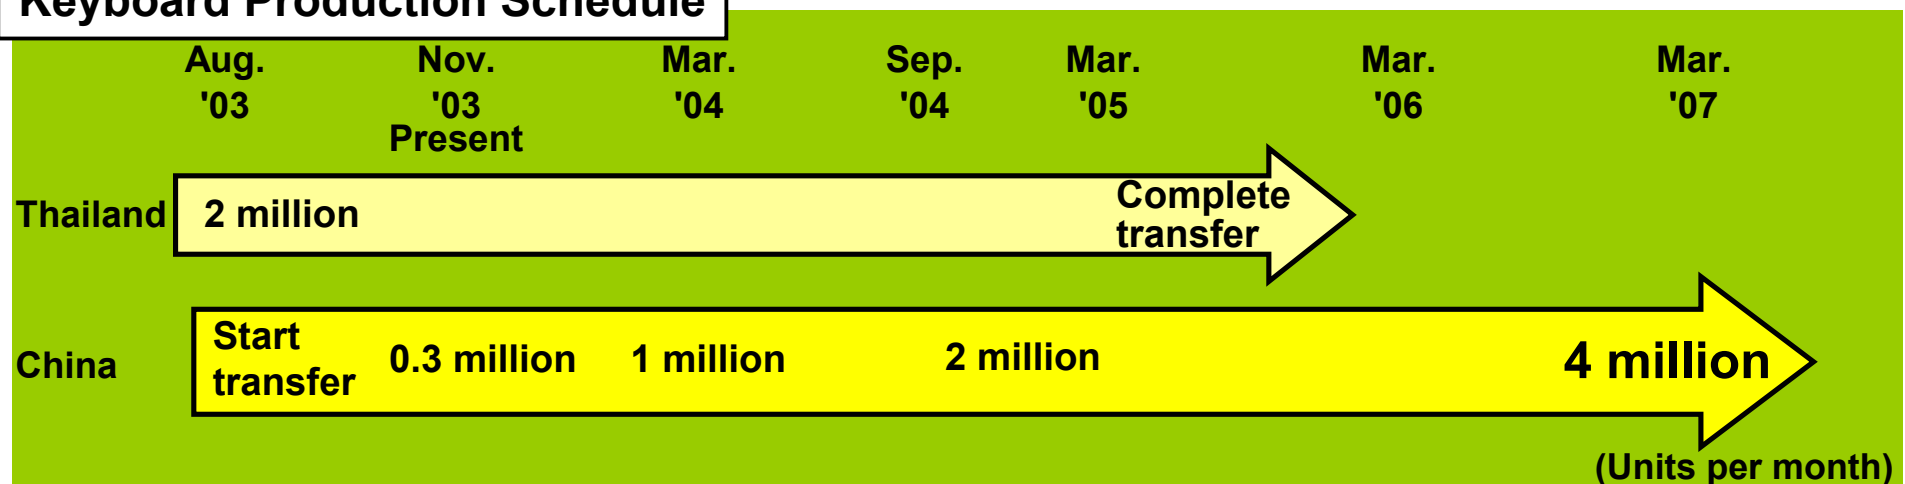 Keyboard Production Schedule
Aug. Nov. Mar. Sep. Mar. Mar. Mar.
'03 '03 '04 '04 '05 '06 '07
Present
Thailand 2 million Complete
transfer
Start
China transfer 0.3 million 1 million 2 million 4 million
(Units per month)